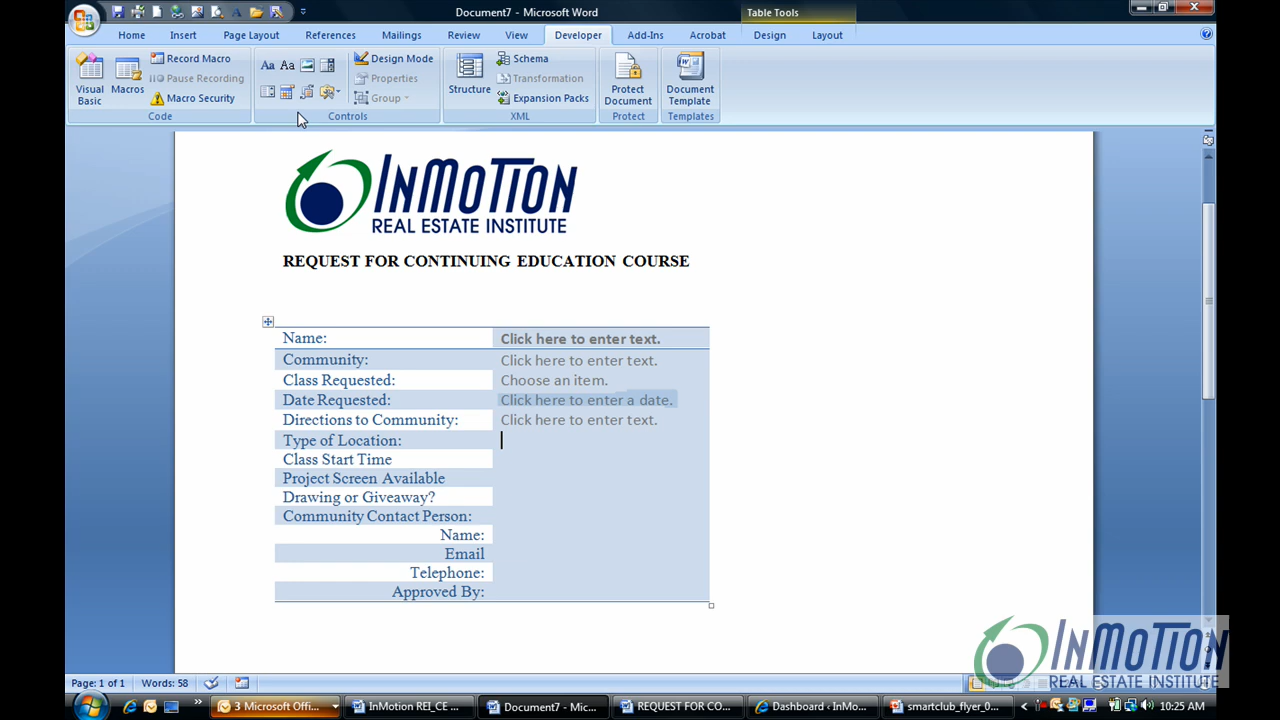 Document7 - Microsoft Word
Table Tools
Home Insert Page Layout References Mailings Review View Developer Add-Ins Acrobat Design Layout
Visual Basic
Macros
Record Macro
Pause Recording
Macro Security
Code
Aa Aa
Design Mode
Properties
Group
Controls
Structure
Schema
Transformation
Expansion Packs
XML
Protect Document
Protect
Document Template
Templates
INMOTION
REAL ESTATE INSTITUTE
REQUEST FOR CONTINUING EDUCATION COURSE
Name: Click here to enter text.
Community: Click here to enter text.
Class Requested: Choose an item.
Date Requested: Click here to enter a date.
Directions to Community: Click here to enter text.
Type of Location:
Class Start Time
Project Screen Available
Drawing or Giveaway?
Community Contact Person:
Name:
Email
Telephone:
Approved By:
INMOTION
REAL ESTATE INSTITUTE
Page: 1 of 1 Words: 58
3 Microsoft Offi... InMotion REI_CE ... Document7 - Mic... REQUEST FOR CO... Dashboard ‹ InMo... smartclub_flyer_0... 10:25 AM